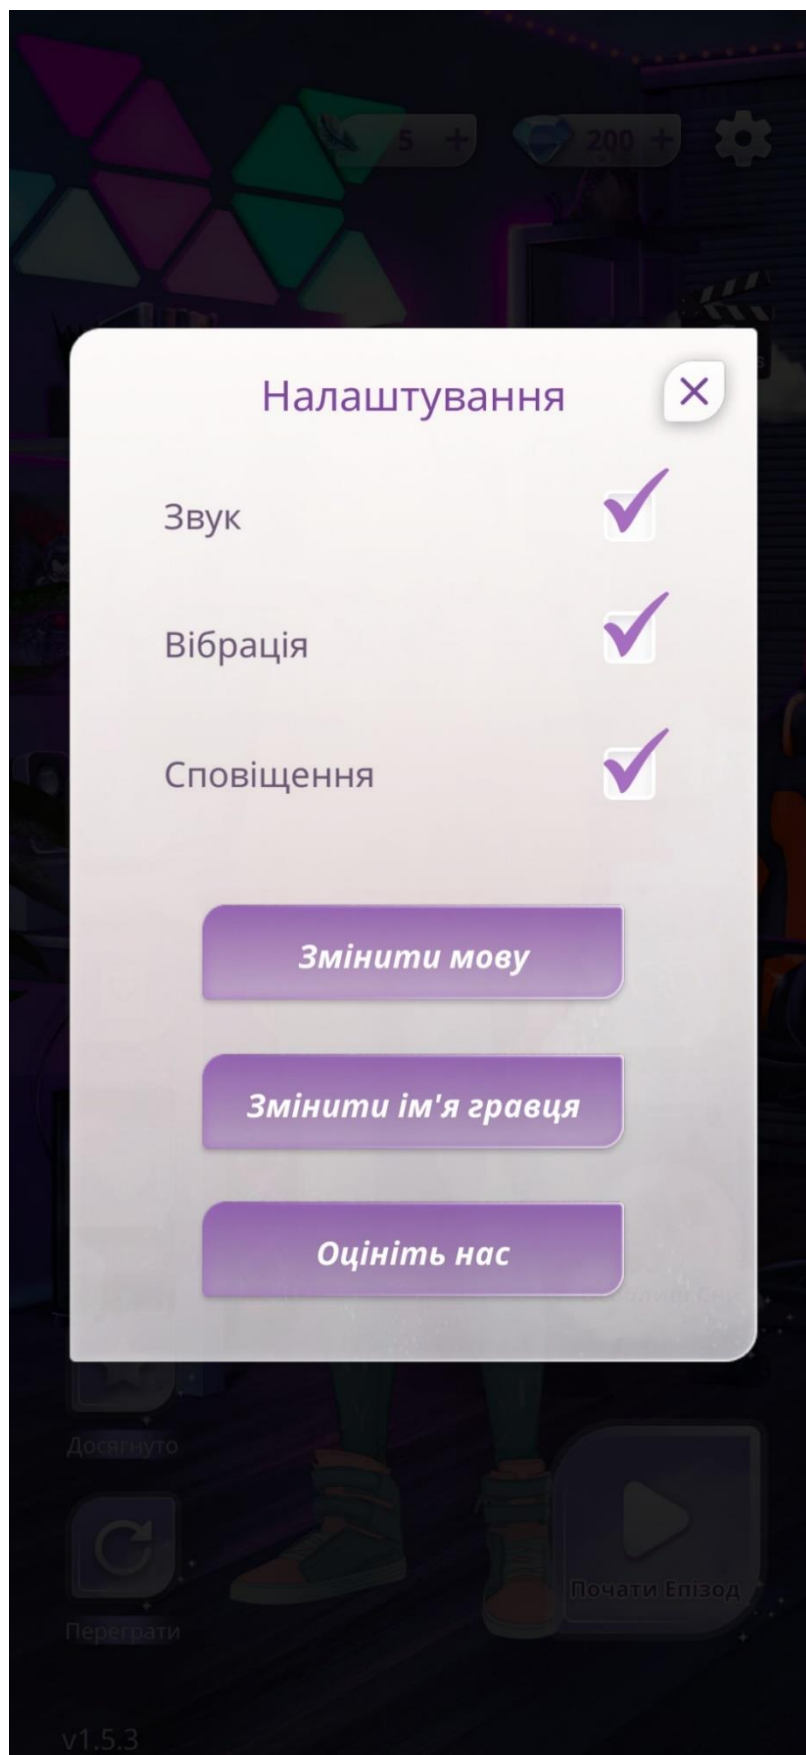 5 +
200 +
Налаштування
Звук
Вібрація
Сповіщення
Змінити мову
Змінити ім'я гравця
Оцініть нас
Досягнуто
Почати Епізод
Переграти
v1.5.3